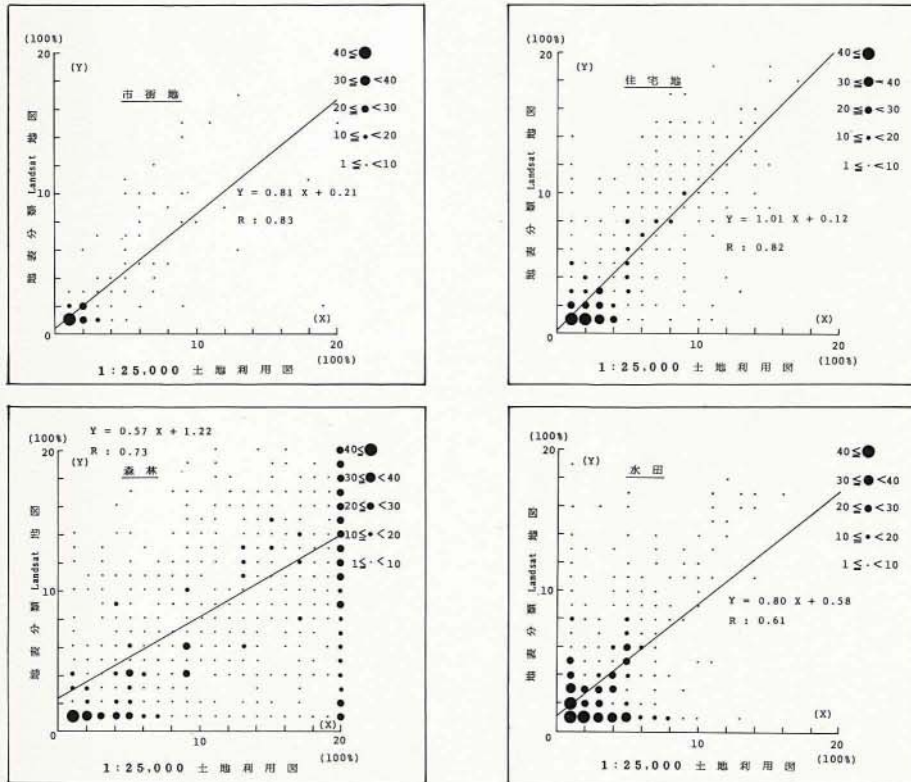 (100%)
20
(Y)
市街地
地表分類 Landsat 地図
10
0
40≦●
30≦●<40
20≦●<30
10≦●<20
1≦・<10
Y = 0.81 X + 0.21
R : 0.83
(X)
10
20
(100%)
1:25,000 土地利用図
(100%)
20
(Y)
住宅地
地表分類 Landsat 地図
10
0
40≦●
30≦●→40
20≦●<30
10≦●<20
1≦・<10
Y = 1.01 X + 0.12
R : 0.82
(X)
10
20
(100%)
1:25,000 土地利用図
Y = 0.57 X + 1.22
(100%)
R : 0.73
20
(Y)
森林
地表分類 Landsat 地図
10
0
40≦●
30≦●<40
20≦●<30
10≦●<20
1≦・<10
(X)
10
20
(100%)
1:25,000 土地利用図
(100%)
20
(Y)
水田
地表分類 Landsat 地図
10
0
40≦●
30≦●<40
20≦●<30
10≦●<20
1≦・<10
Y = 0.80 X + 0.58
R : 0.61
(X)
10
20
(100%)
1:25,000 土地利用図